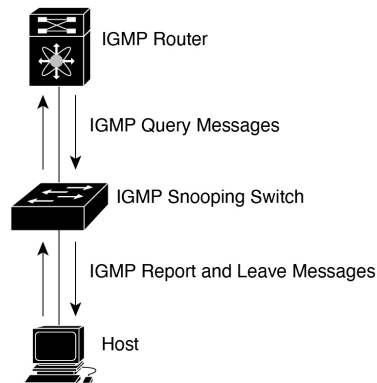 IGMP Router
IGMP Query Messages
IGMP Snooping Switch
IGMP Report and Leave Messages
Host